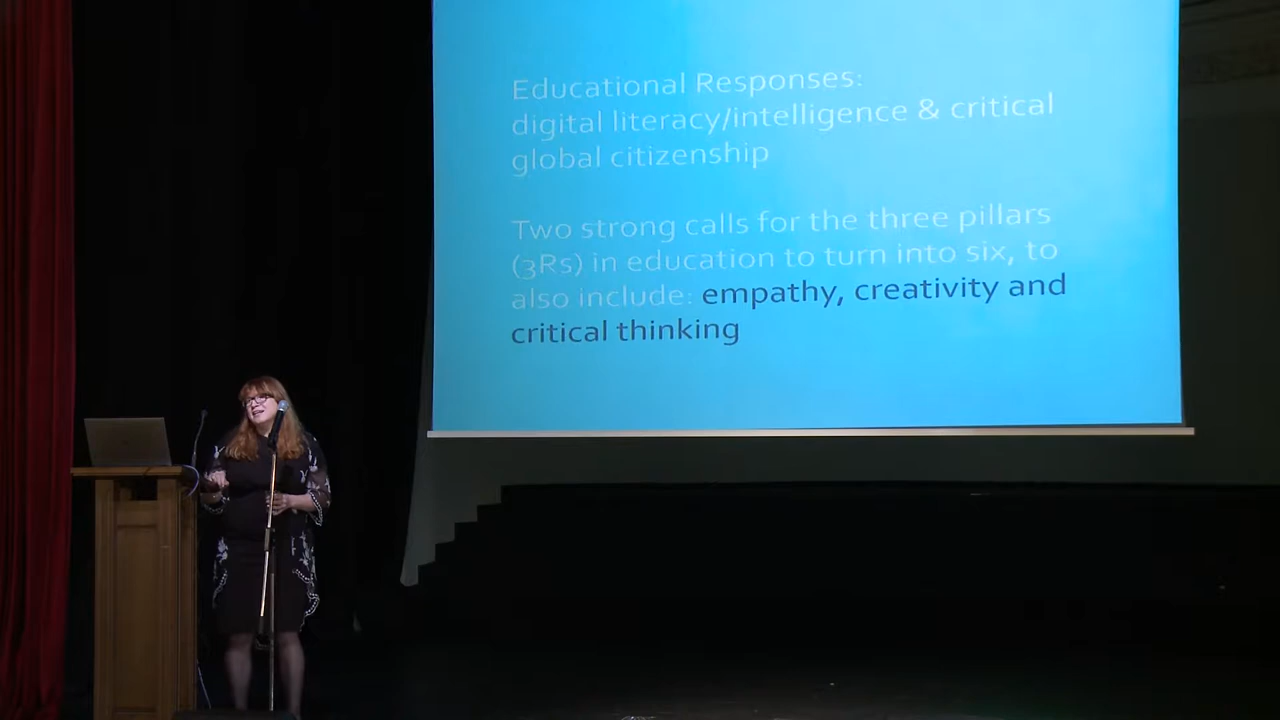 Educational Responses:
digital literacy/intelligence & critical
global citizenship
Two strong calls for the three pillars
(3Rs) in education to turn into six, to
also include: empathy, creativity and
critical thinking